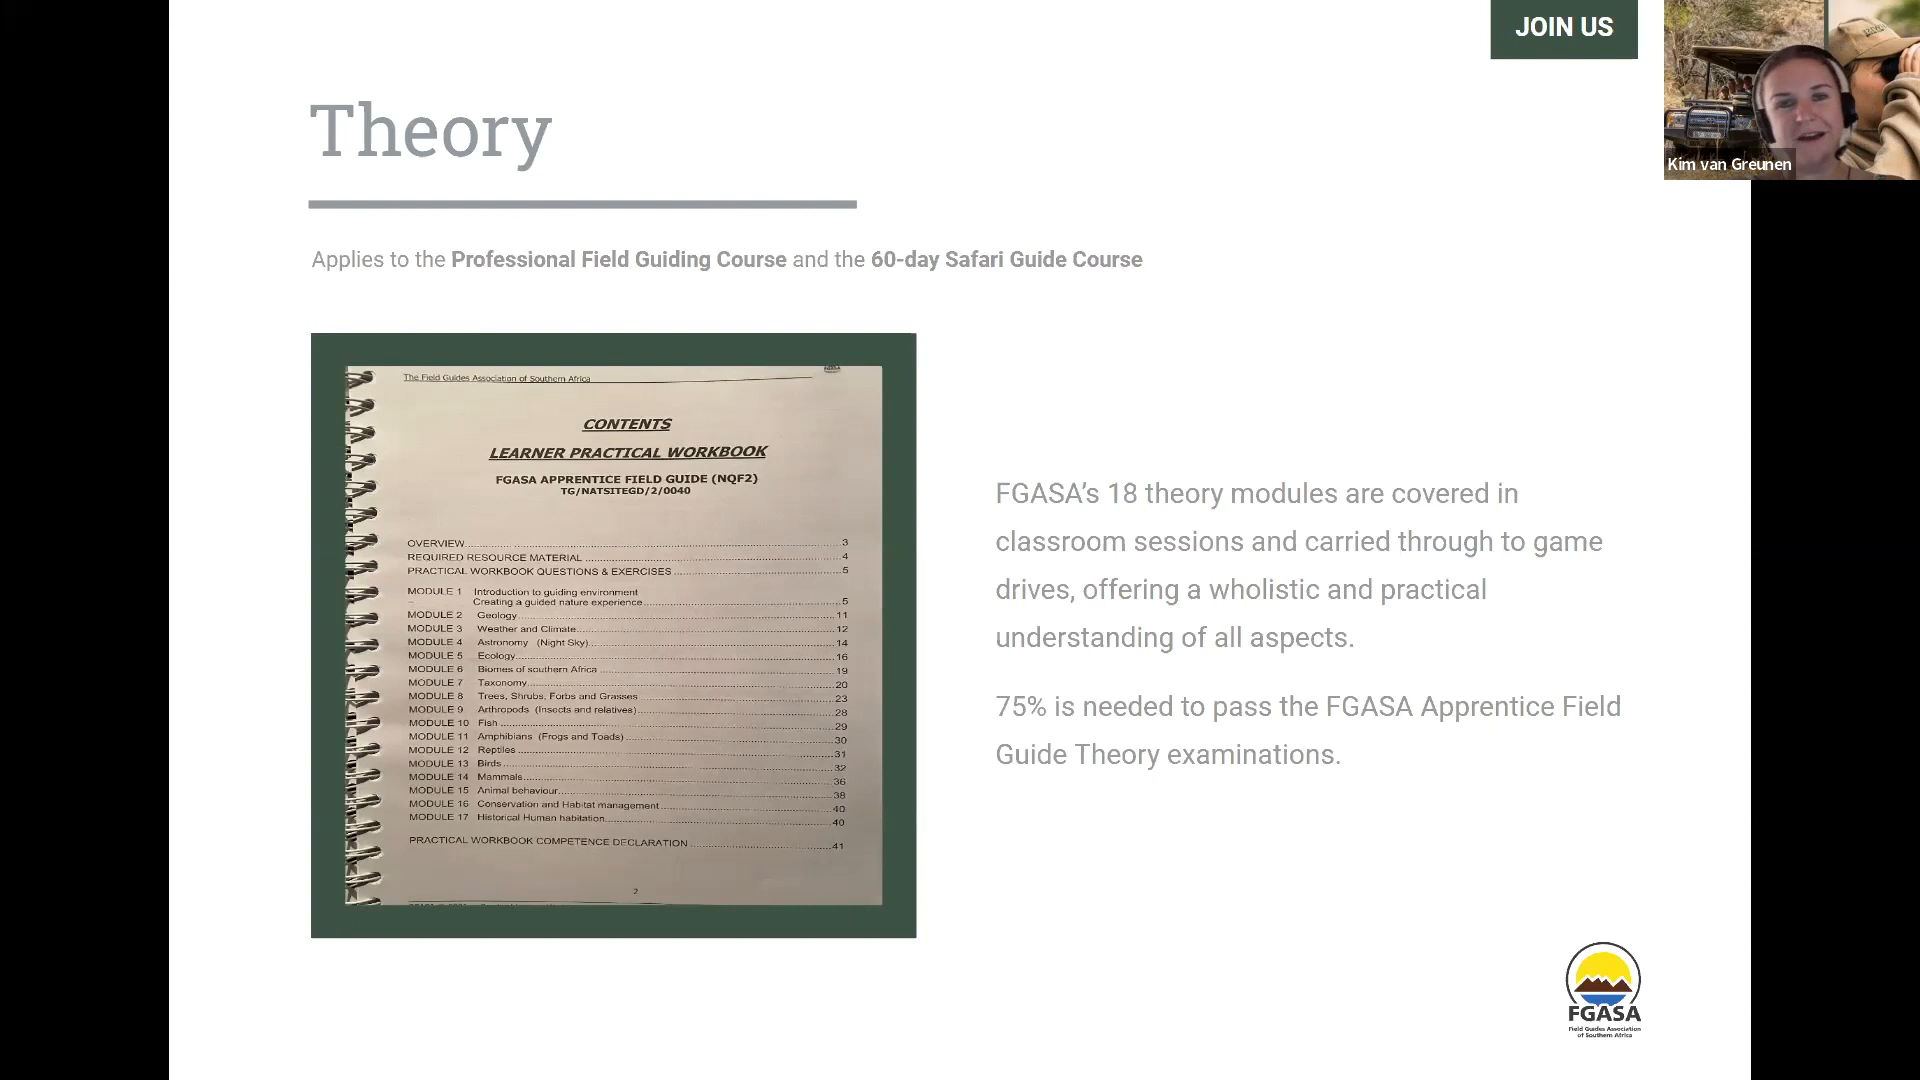 JOIN US
Kim van Greunen
Theory
Applies to the Professional Field Guiding Course and the 60-day Safari Guide Course
The Field Guides Association of Southern Africa
CONTENTS
LEARNER PRACTICAL WORKBOOK
FGASA APPRENTICE FIELD GUIDE (NQF2)
TG/NATSITEGD/2/0040
OVERVIEW 3
REQUIRED RESOURCE MATERIAL 4
PRACTICAL WORKBOOK QUESTIONS & EXERCISES 5
MODULE 1 Introduction to guiding environment
– Creating a guided nature experience 5
MODULE 2 Geology 11
MODULE 3 Weather and Climate 12
MODULE 4 Astronomy (Night Sky) 14
MODULE 5 Ecology 16
MODULE 6 Biomes of southern Africa 19
MODULE 7 Taxonomy 20
MODULE 8 Trees, Shrubs, Forbs and Grasses 23
MODULE 9 Arthropods (Insects and relatives) 28
MODULE 10 Fish 29
MODULE 11 Amphibians (Frogs and Toads) 30
MODULE 12 Reptiles 31
MODULE 13 Birds 32
MODULE 14 Mammals 36
MODULE 15 Animal behaviour 38
MODULE 16 Conservation and Habitat management 40
MODULE 17 Historical Human habitation 40
PRACTICAL WORKBOOK COMPETENCE DECLARATION 41
2
FGASA’s 18 theory modules are covered in
classroom sessions and carried through to game
drives, offering a wholistic and practical
understanding of all aspects.
75% is needed to pass the FGASA Apprentice Field
Guide Theory examinations.
FGASA
Field Guides Association
of Southern Africa